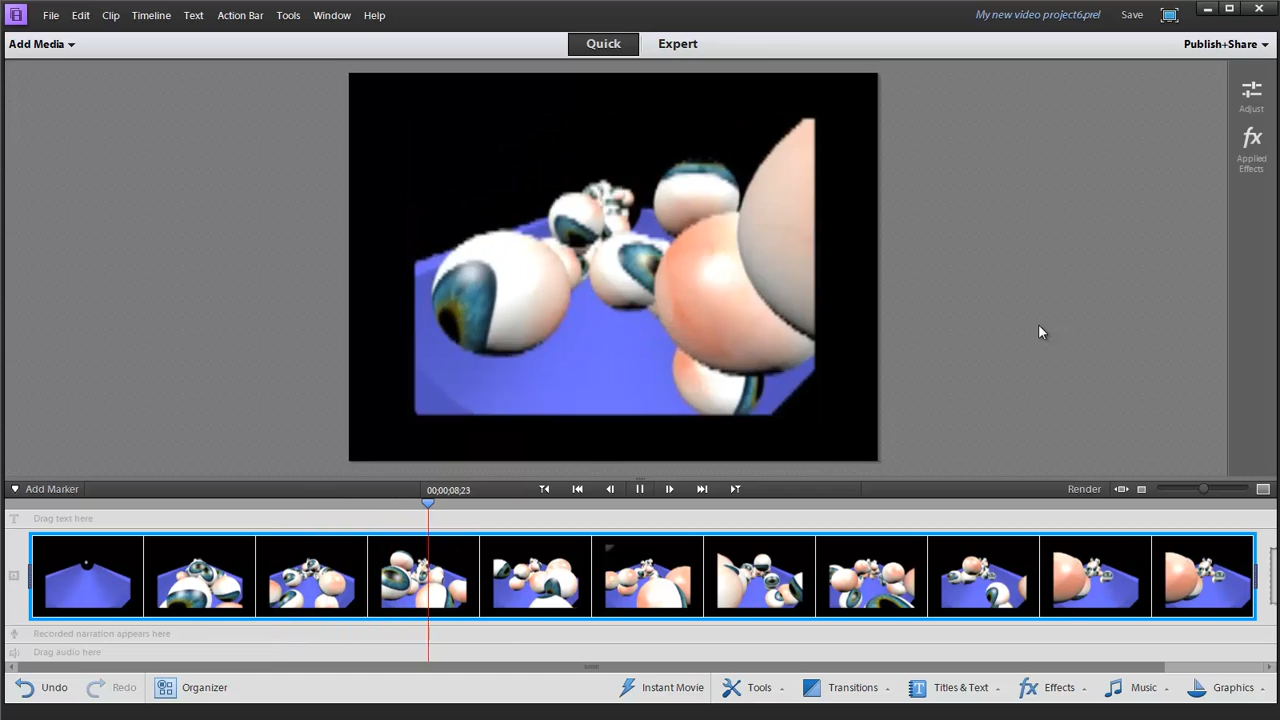 File Edit Clip Timeline Text Action Bar Tools Window Help My new video project6.prel Save
Add Media Quick Expert Publish+Share
Adjust
fx
Applied
Effects
Add Marker 00;00;08;23 Render
Drag text here
Recorded narration appears here
Drag audio here
Undo Redo Organizer Instant Movie Tools Transitions Titles & Text Effects Music Graphics